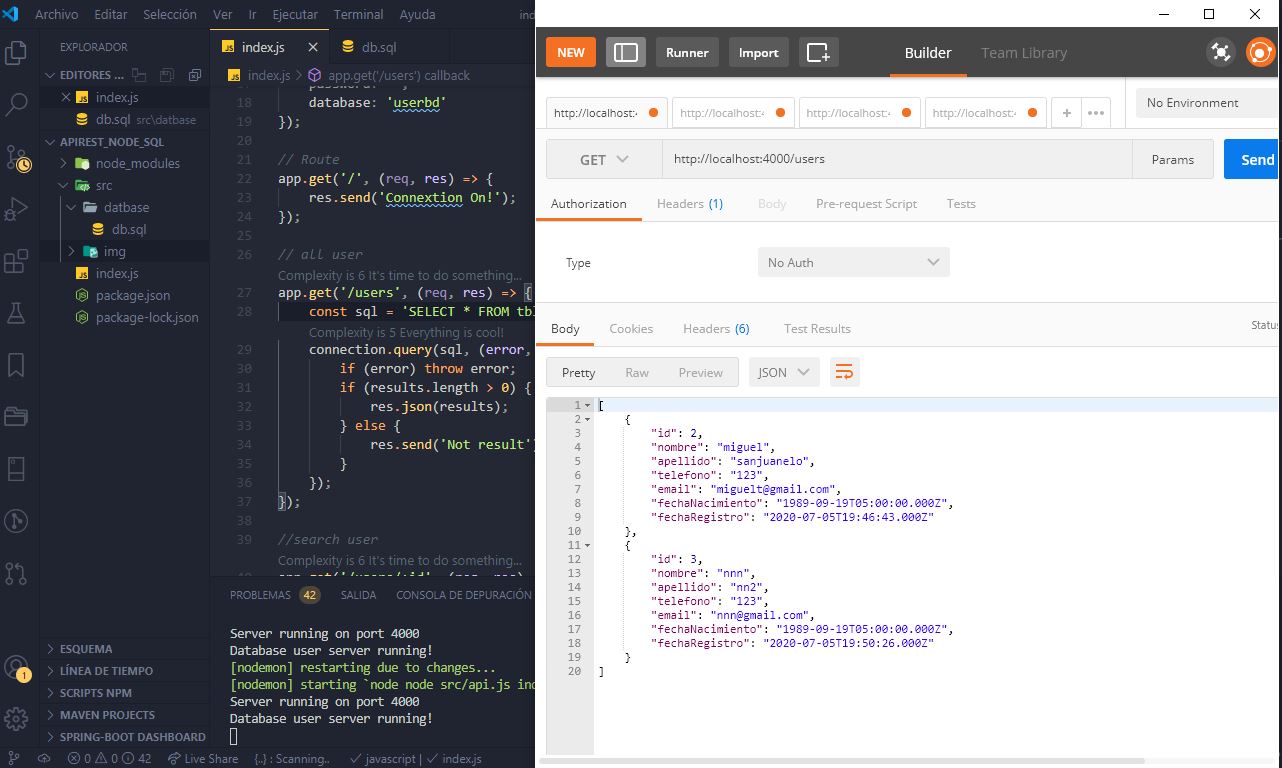 Archivo Editar Selección Ver Ir Ejecutar Terminal Ayuda
EXPLORADOR
EDITORES ...
index.js
db.sql src\datbase
APIREST_NODE_SQL
node_modules
src
datbase
db.sql
img
index.js
package.json
package-lock.json
ESQUEMA
LÍNEA DE TIEMPO
SCRIPTS NPM
MAVEN PROJECTS
SPRING-BOOT DASHBOARD
index.js
db.sql
index.js > app.get('/users') callback
18 database: 'userbd'
19 });
20
21 // Route
22 app.get('/', (req, res) => {
23 res.send('Connextion On!');
24 });
25
26 // all user
Complexity is 6 It's time to do something...
27 app.get('/users', (req, res) => {
28 const sql = 'SELECT * FROM tbl
Complexity is 5 Everything is cool!
29 connection.query(sql, (error,
30 if (error) throw error;
31 if (results.length > 0) {
32 res.json(results);
33 } else {
34 res.send('Not result'
35 }
36 });
37 });
38
39 //search user
Complexity is 6 It's time to do something...
PROBLEMAS 42 SALIDA CONSOLA DE DEPURACIÓN
Server running on port 4000
Database user server running!
[nodemon] restarting due to changes...
[nodemon] starting `node node src/api.js
Server running on port 4000
Database user server running!
0 0 42 Live Share {..} : Scanning.. javascript | index.js
1
NEW Runner Import Builder Team Library
http://localhost: http://localhost: http://localhost: http://localhost: + ••• No Environment
GET http://localhost:4000/users Params Send
Authorization Headers (1) Body Pre-request Script Tests
Type No Auth
Body Cookies Headers (6) Test Results Status
Pretty Raw Preview JSON
1 [
2 {
3 "id": 2,
4 "nombre": "miguel",
5 "apellido": "sanjuanelo",
6 "telefono": "123",
7 "email": "miguelt@gmail.com",
8 "fechaNacimiento": "1989-09-19T05:00:00.000Z",
9 "fechaRegistro": "2020-07-05T19:46:43.000Z"
10 },
11 {
12 "id": 3,
13 "nombre": "nnn",
14 "apellido": "nn2",
15 "telefono": "123",
16 "email": "nnn@gmail.com",
17 "fechaNacimiento": "1989-09-19T05:00:00.000Z",
18 "fechaRegistro": "2020-07-05T19:50:26.000Z"
19 }
20 ]